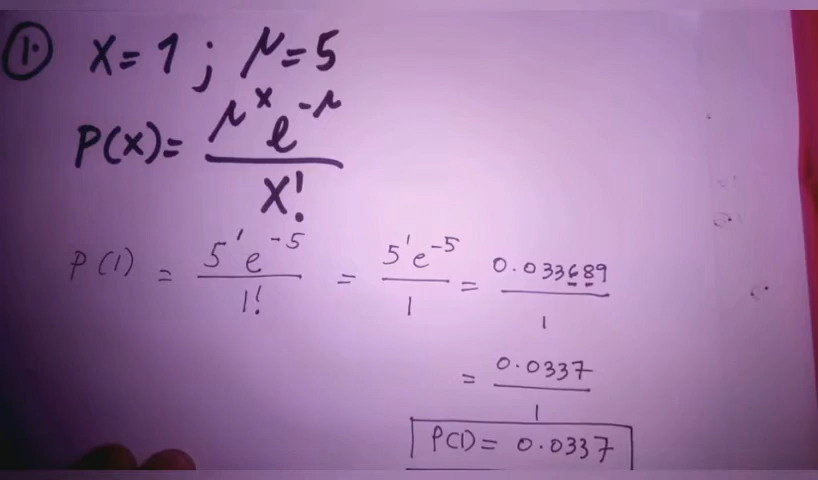 1. X = 1 ; μ = 5
P(X) = μ^x e^-μ / X!
P(1) = 5^1 e^-5 / 1! = 5^1 e^-5 / 1 = 0.033689 / 1
= 0.0337 / 1
P(1) = 0.0337